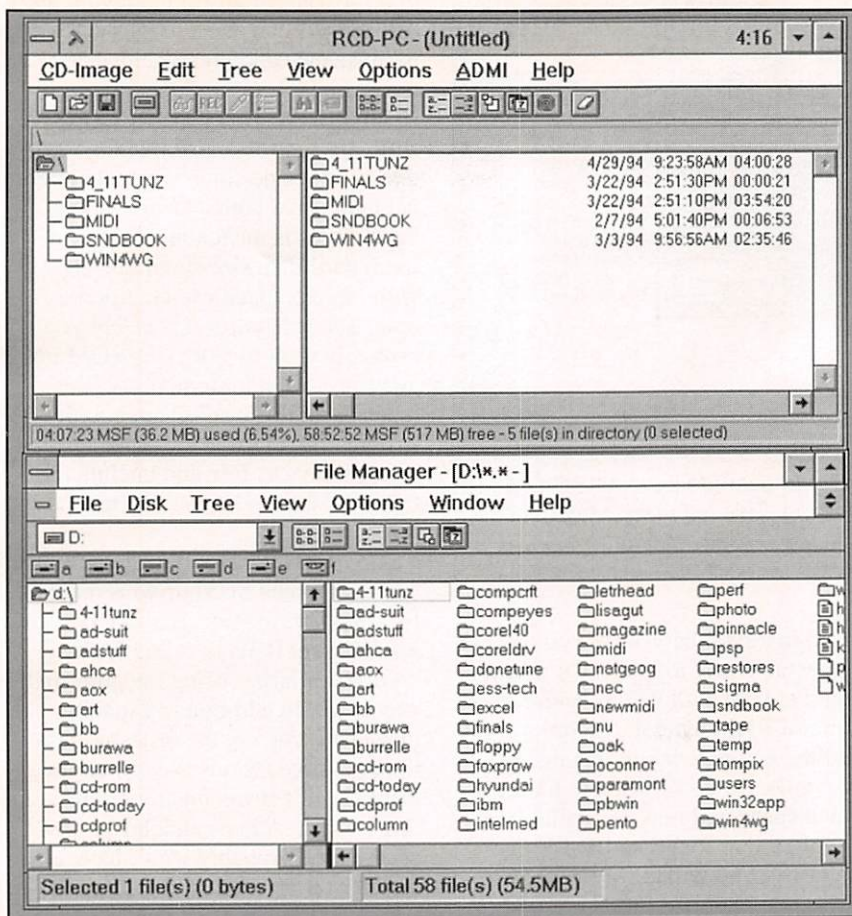 RCD-PC - (Untitled) 4:16
CD-Image Edit Tree View Options ADMI Help
REC
\
\
4_11TUNZ
FINALS
MIDI
SNDBOOK
WIN4WG
4_11TUNZ 4/29/94 9:23:58AM 04:00:28
FINALS 3/22/94 2:51:30PM 00:00:21
MIDI 3/22/94 2:51:10PM 03:54:20
SNDBOOK 2/7/94 5:01:40PM 00:06:53
WIN4WG 3/3/94 9:56:56AM 02:35:46
04:07:23 MSF (36.2 MB) used (6.54%), 58:52:52 MSF (517 MB) free - 5 file(s) in directory (0 selected)
File Manager - [D:\*.* - ]
File Disk Tree View Options Window Help
D:
a b c d e f
d:\
4-11tunz
ad-suit
adstuff
ahca
aox
art
bb
burawa
burrelle
cd-rom
cd-today
cdprof
column
4-11tunz compcrft letrhead perf w
ad-suit compeyes lisagut photo h
adstuff corel40 magazine pinnacle h
ahca coreldrv midi psp k
aox donetune natgeog restores p
art ess-tech nec sigma w
bb excel newmidi sndbook
burawa finals nu tape
burrelle floppy oak temp
cd-rom foxprow oconnor tompix
cd-today hyundai paramont users
cdprof ibm pbwin win32app
column intelmed pento win4wg
Selected 1 file(s) (0 bytes) Total 58 file(s) (54.5MB)